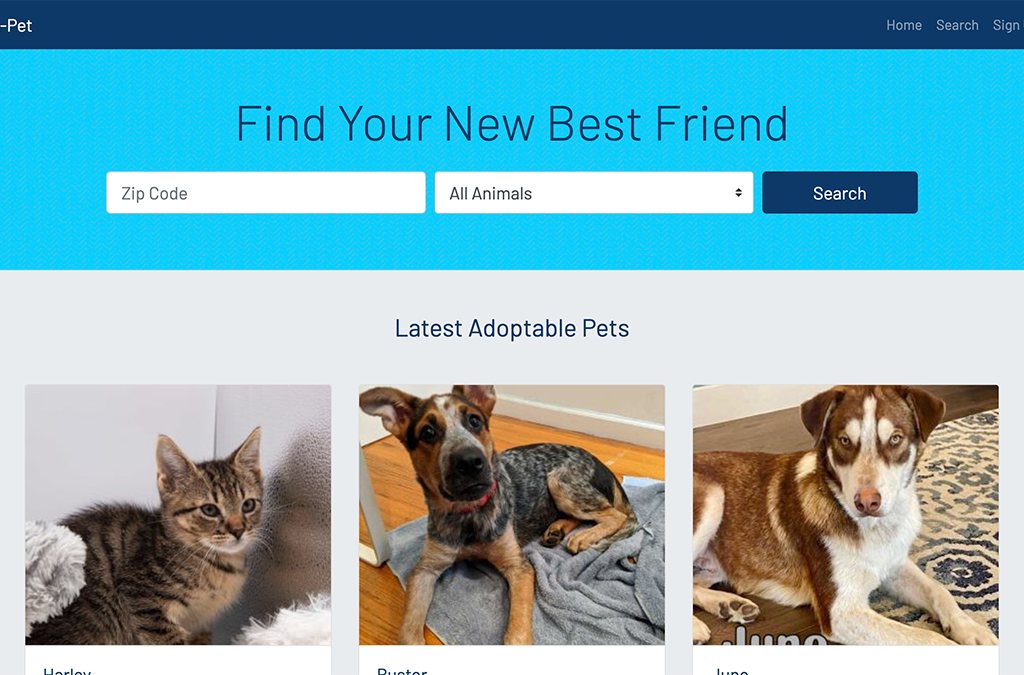 -Pet
Home Search Sign
Find Your New Best Friend
Zip Code
All Animals
Search
Latest Adoptable Pets
June
Harley
Buster
June